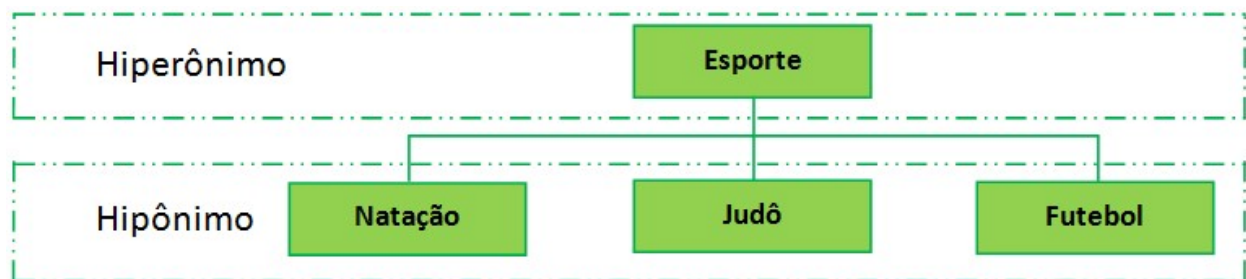 Hiperônimo
Esporte
Hipônimo
Natação
Judô
Futebol